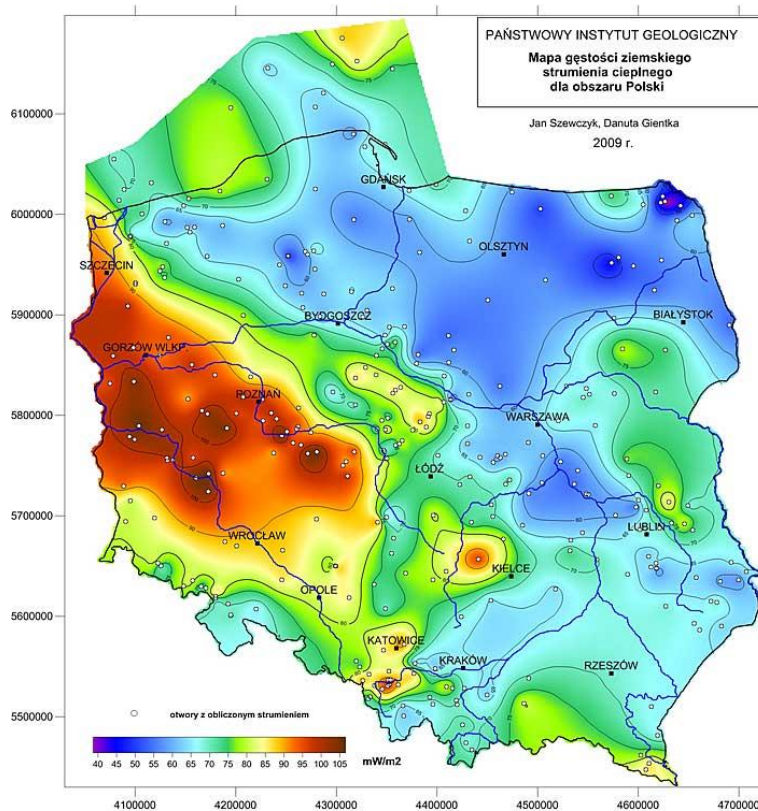 PAŃSTWOWY INSTYTUT GEOLOGICZNY
Mapa gęstości ziemskiego
strumienia cieplnego
dla obszaru Polski
Jan Szewczyk, Danuta Gientka
2009 r.
6100000
6000000
5900000
5800000
5700000
5600000
5500000
GDAŃSK
OLSZTYN
SZCZECIN
BYDGOSZCZ
BIAŁYSTOK
GORZÓW WLKP.
POZNAŃ
WARSZAWA
ŁÓDŹ
LUBLIN
WROCŁAW
KIELCE
OPOLE
KATOWICE
KRAKÓW
RZESZÓW
otwory z obliczonym strumieniem
40 45 50 55 60 65 70 75 80 85 90 95 100 105 mW/m2
4100000 4200000 4300000 4400000 4500000 4600000 4700000